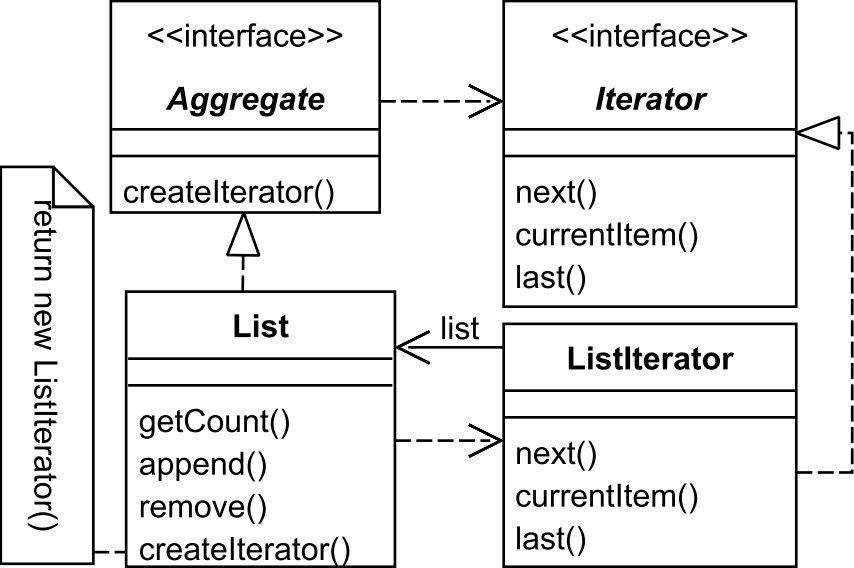 <<interface>>
Aggregate
createIterator()
<<interface>>
Iterator
next()
currentItem()
last()
return new ListIterator()
List
getCount()
append()
remove()
createIterator()
list
ListIterator
next()
currentItem()
last()